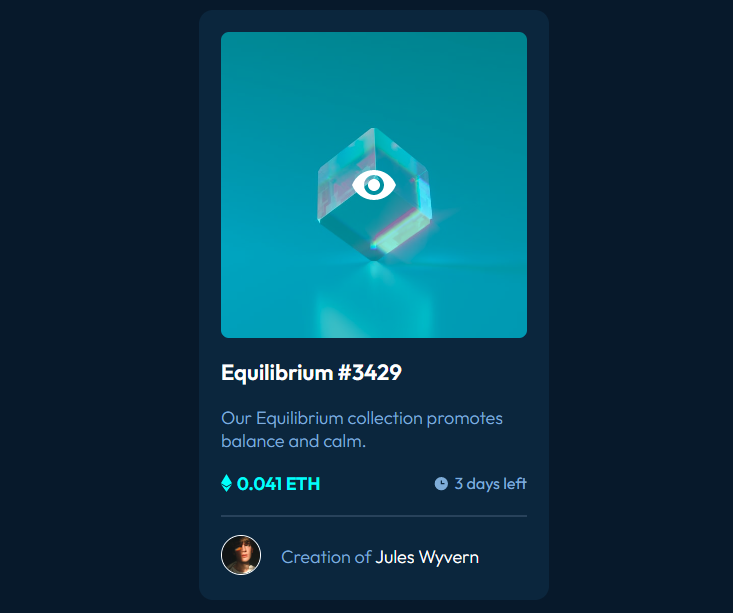 Equilibrium #3429
Our Equilibrium collection promotes
balance and calm.
0.041 ETH
3 days left
Creation of Jules Wyvern